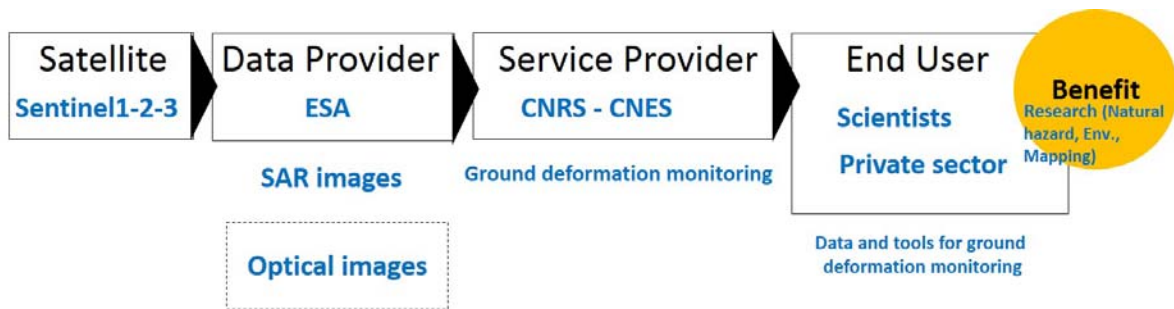 Satellite
Sentinel1-2-3
Data Provider
ESA
SAR images
Optical images
Service Provider
CNRS - CNES
Ground deformation monitoring
End User
Scientists
Private sector
Data and tools for ground
deformation monitoring
Benefit
Research (Natural
hazard, Env.,
Mapping)